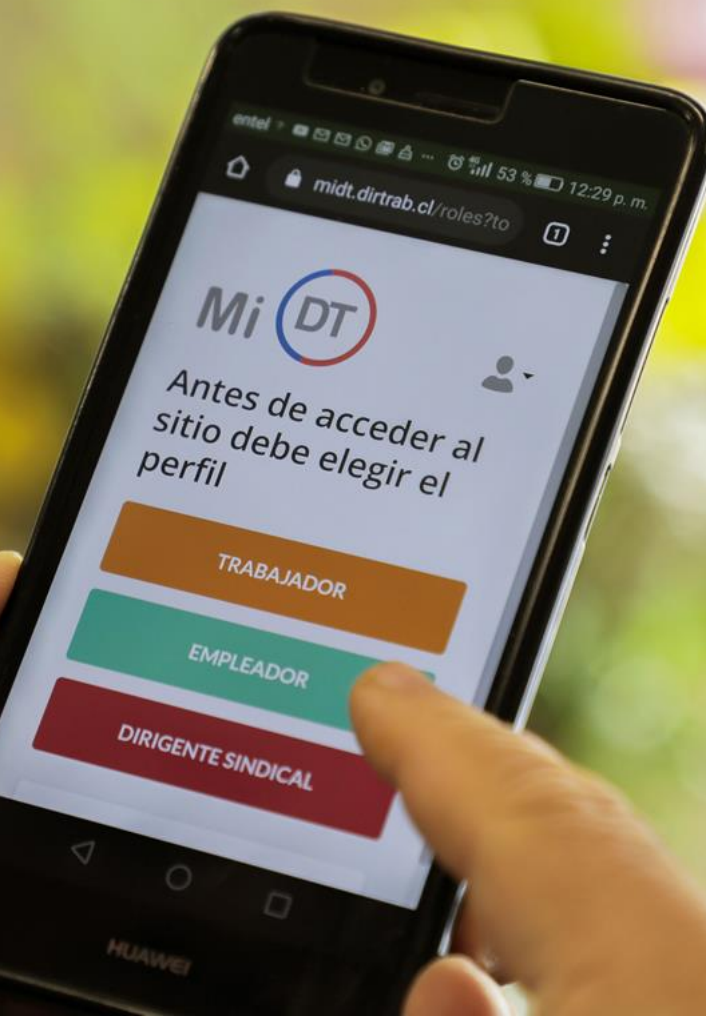 entel 4G 53 % 12:29 p. m.
midt.dirtrab.cl/roles?to 1
Mi DT
Antes de acceder al
sitio debe elegir el
perfil
TRABAJADOR
EMPLEADOR
DIRIGENTE SINDICAL
HUAWEI